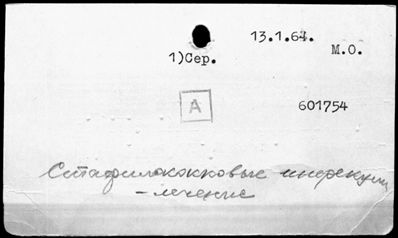 13.1.64.
М.О.
1)Сер.
А
601754
Стафилококковые инфекции
– лечение